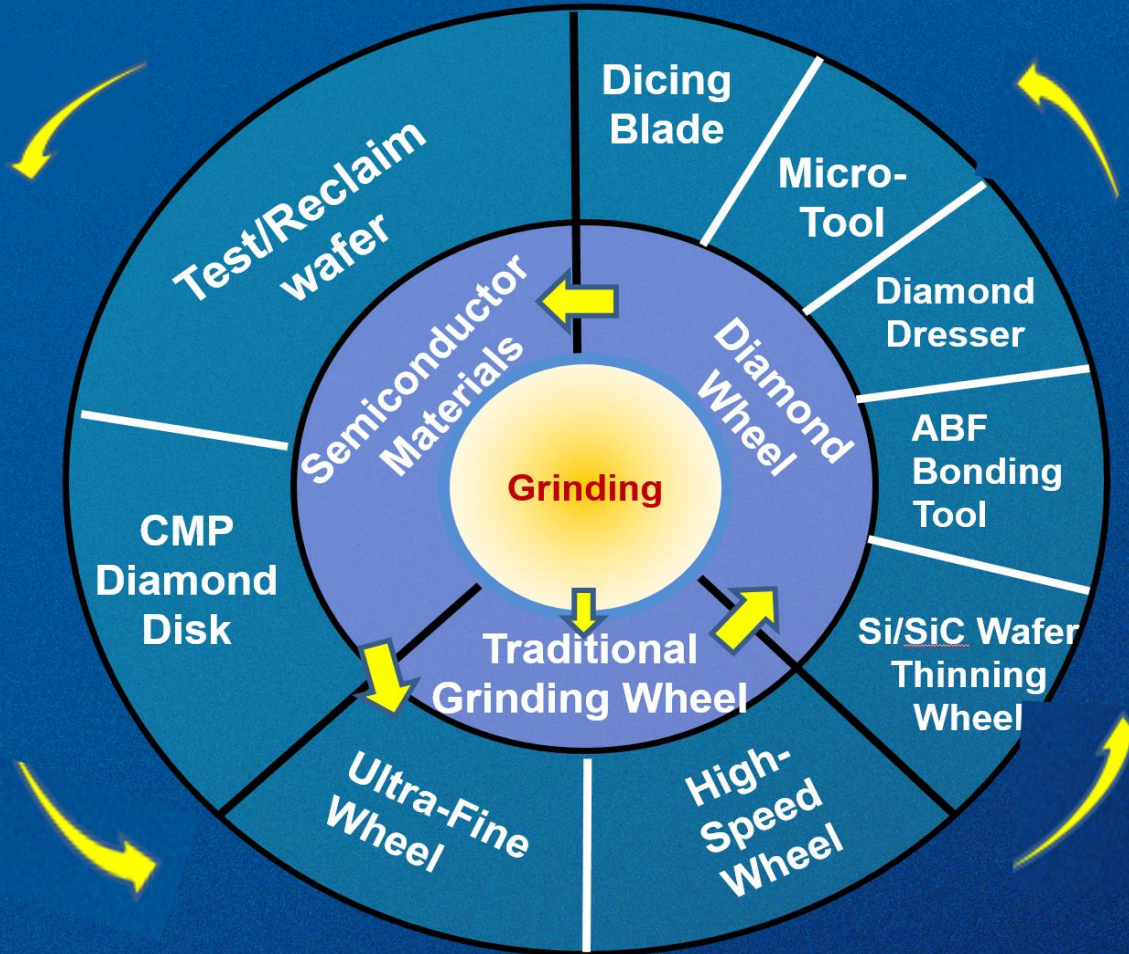 Dicing
Blade
Micro-
Tool
Diamond
Dresser
ABF
Bonding
Tool
Si/SiC Wafer
Thinning
Wheel
High-
Speed
Wheel
Ultra-Fine
Wheel
CMP
Diamond
Disk
Test/Reclaim
wafer
Semiconductor
Materials
Diamond
Wheel
Traditional
Grinding Wheel
Grinding